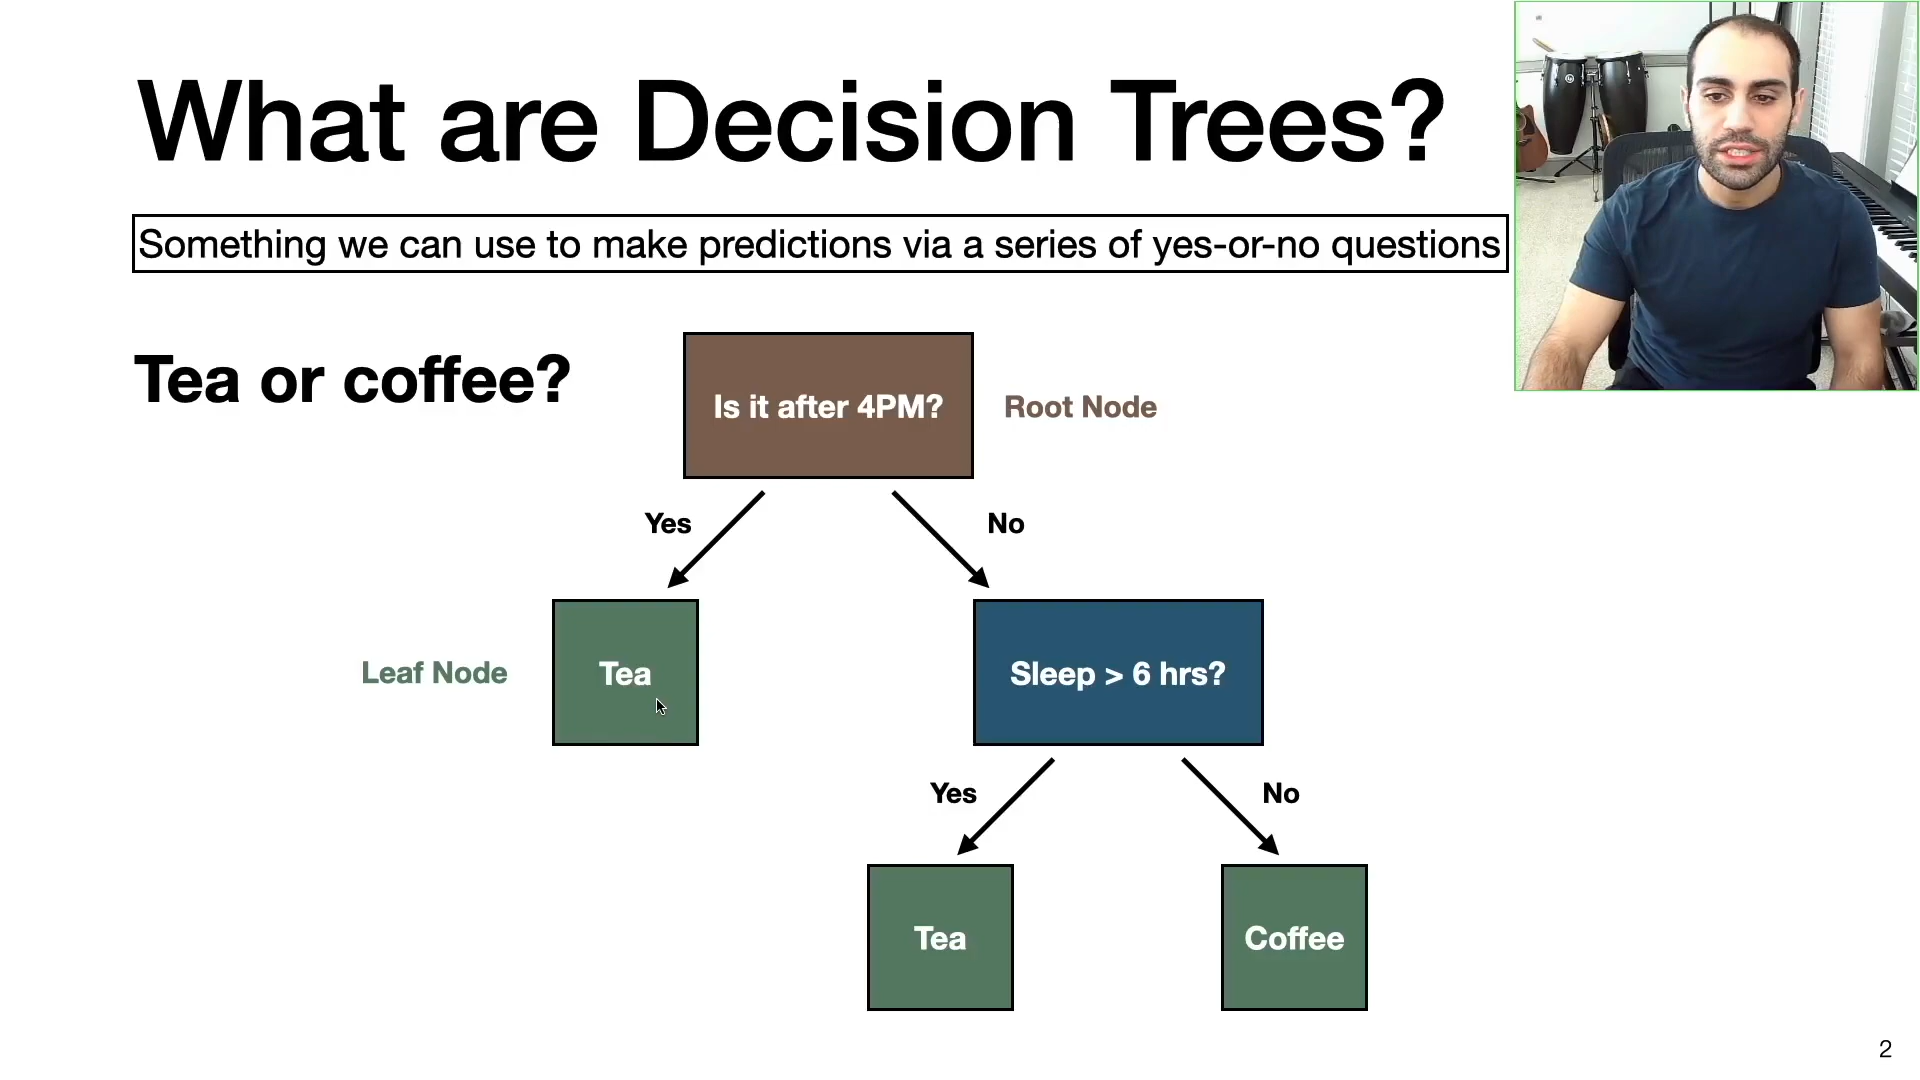 What are Decision Trees?
Something we can use to make predictions via a series of yes-or-no questions
Tea or coffee?
Is it after 4PM?
Root Node
Yes
No
Leaf Node
Tea
Sleep > 6 hrs?
Yes
No
Tea
Coffee
2